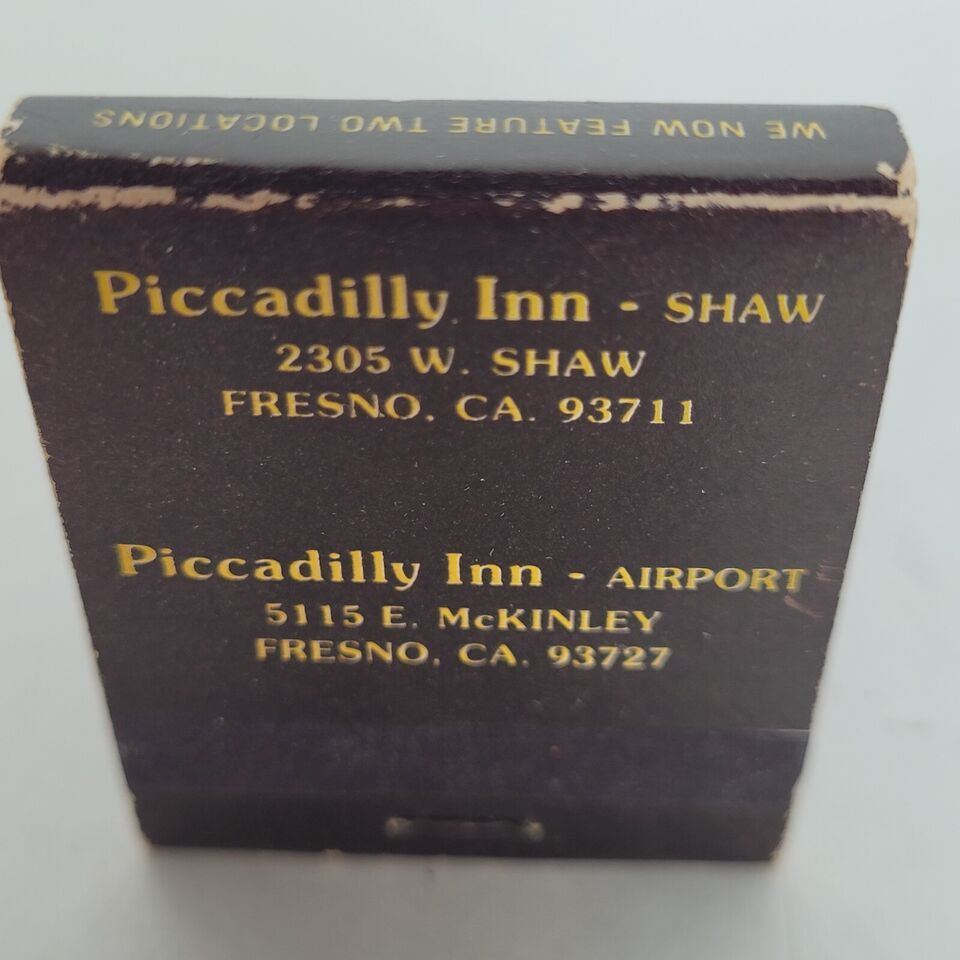 WE NOW FEATURE TWO LOCATIONS
Piccadilly Inn - SHAW
2305 W. SHAW
FRESNO, CA. 93711
Piccadilly Inn - AIRPORT
5115 E. McKINLEY
FRESNO, CA. 93727